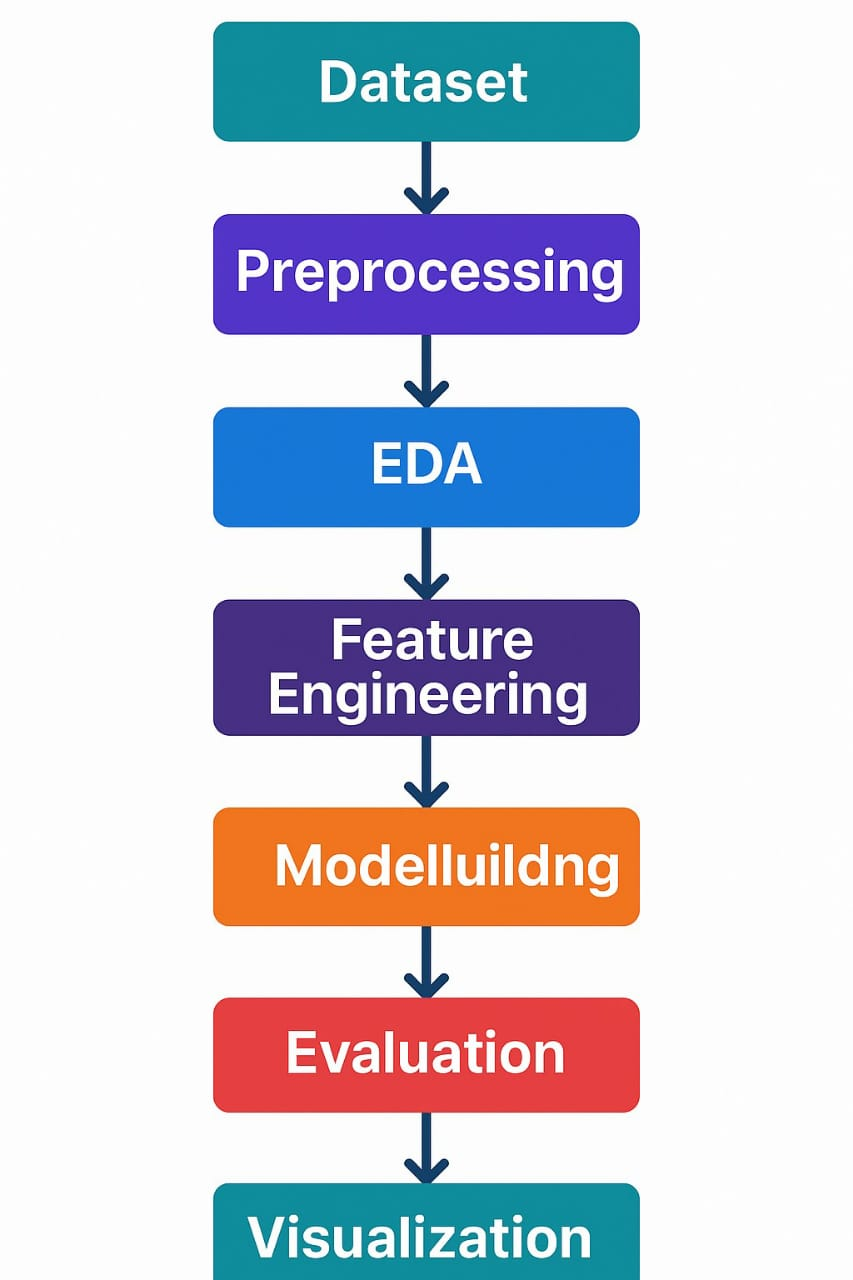 Dataset
Preprocessing
EDA
Feature
Engineering
Modelluildng
Evaluation
Visualization